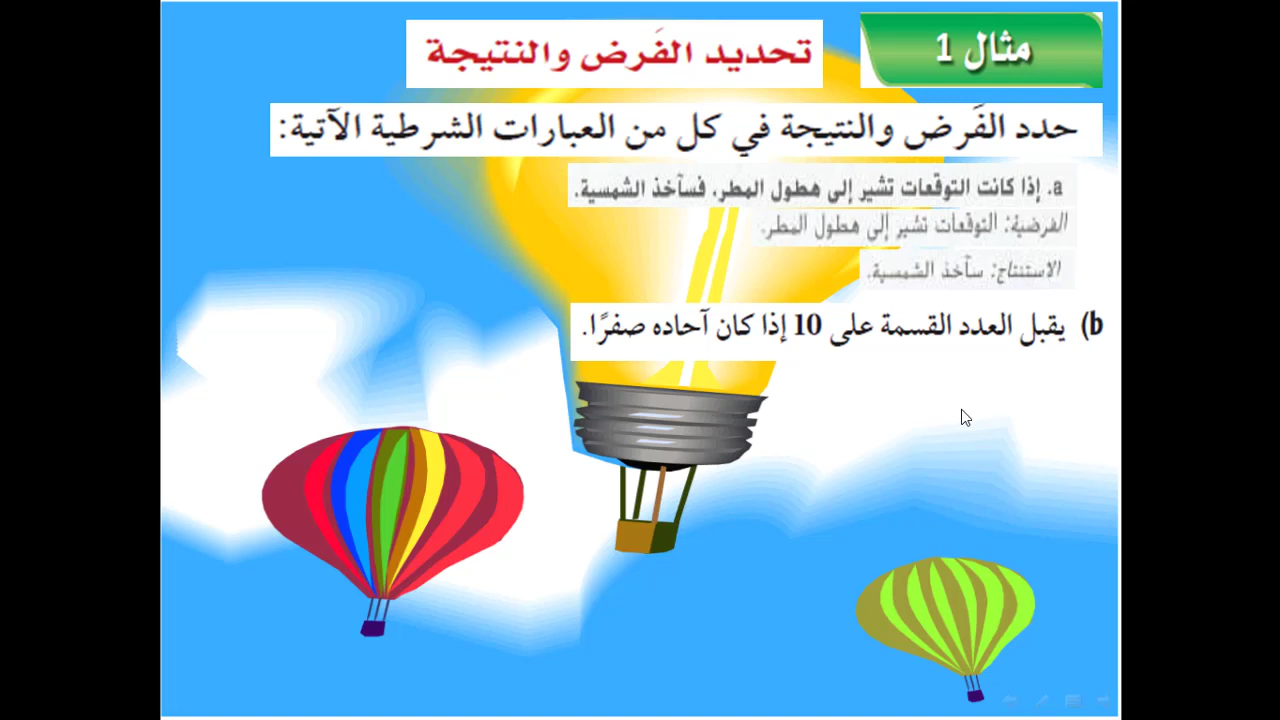 مثال 1
تحديد الفَرض والنتيجة
حدد الفَرض والنتيجة في كل من العبارات الشرطية الآتية:
a. إذا كانت التوقعات تشير إلى هطول المطر، فسآخذ الشمسية.
الفرضية: التوقعات تشير إلى هطول المطر.
الاستنتاج: سآخذ الشمسية.
b) يقبل العدد القسمة على 10 إذا كان آحاده صفرًا.